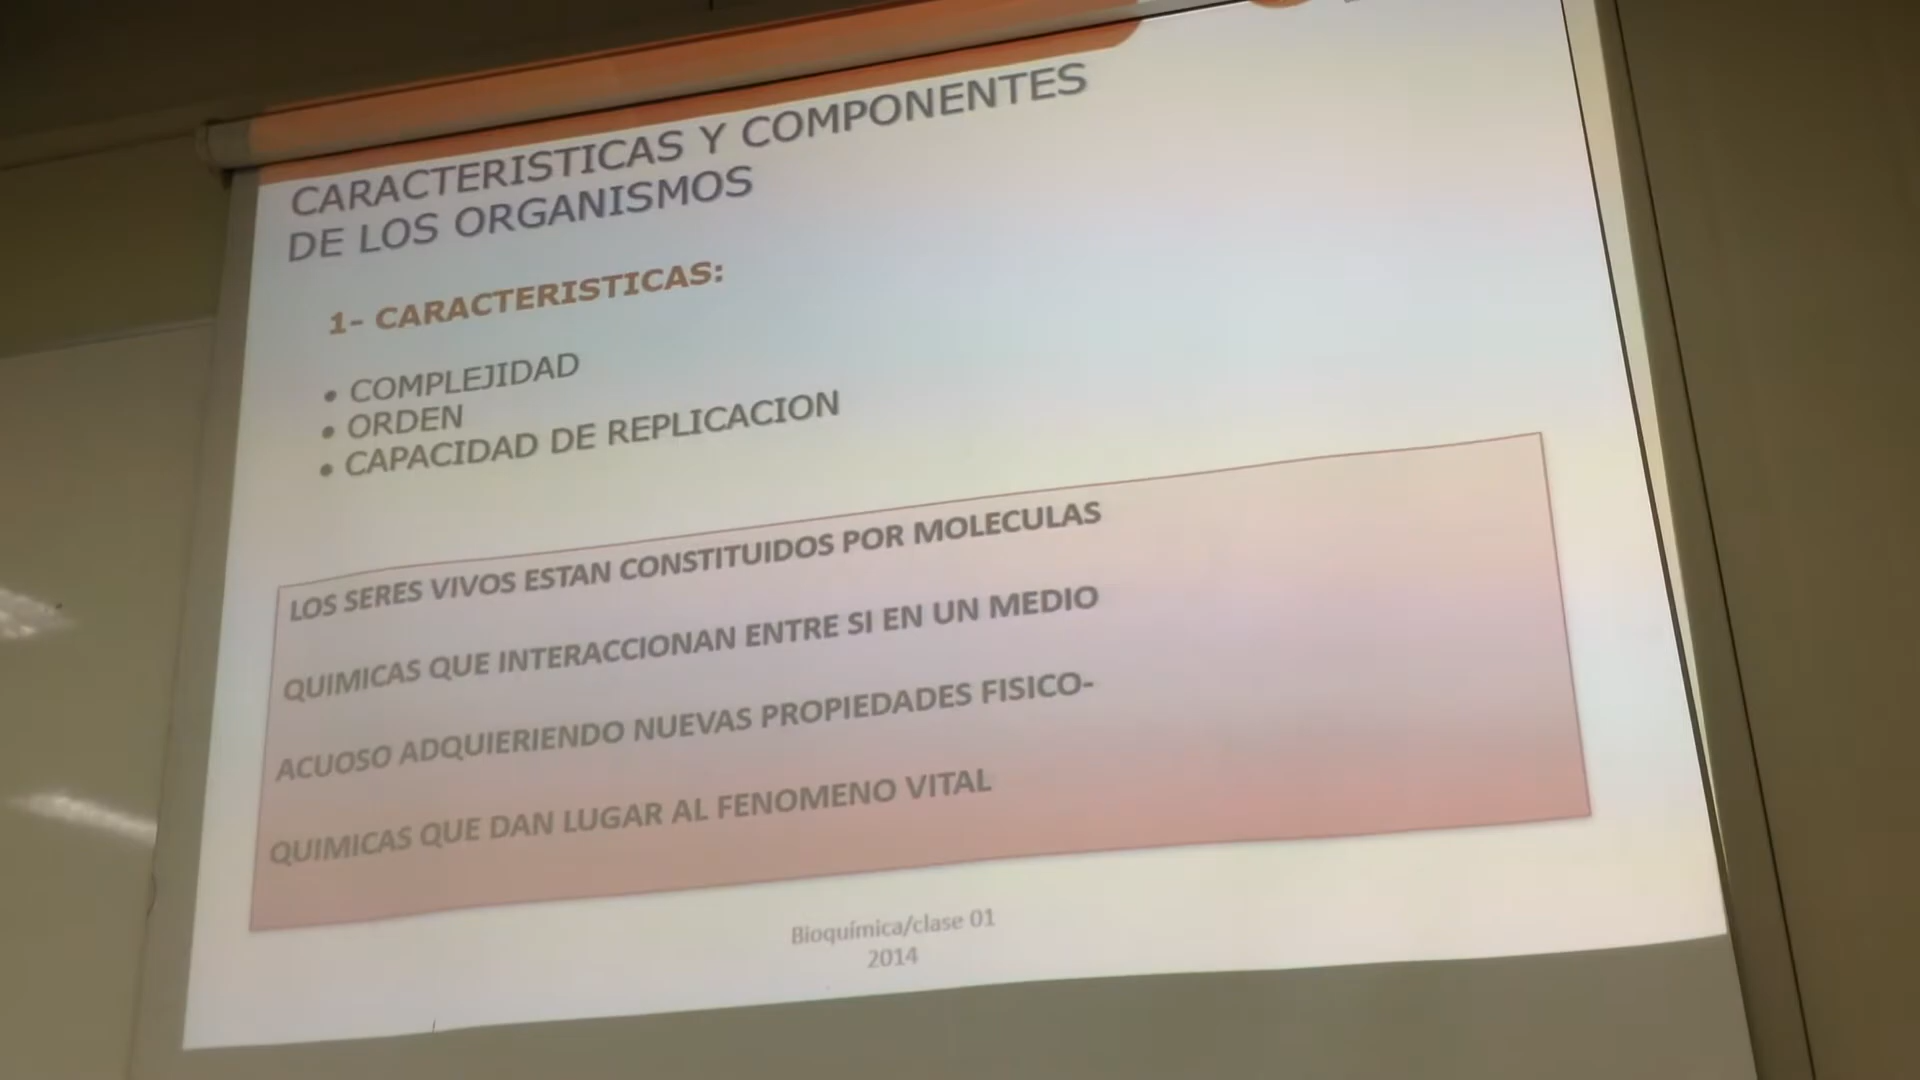 CARACTERISTICAS Y COMPONENTES
DE LOS ORGANISMOS
1- CARACTERISTICAS:
• COMPLEJIDAD
• ORDEN
• CAPACIDAD DE REPLICACION
LOS SERES VIVOS ESTAN CONSTITUIDOS POR MOLECULAS
QUIMICAS QUE INTERACCIONAN ENTRE SI EN UN MEDIO
ACUOSO ADQUIERIENDO NUEVAS PROPIEDADES FISICO-
QUIMICAS QUE DAN LUGAR AL FENOMENO VITAL
Bioquímica/clase 01
2014